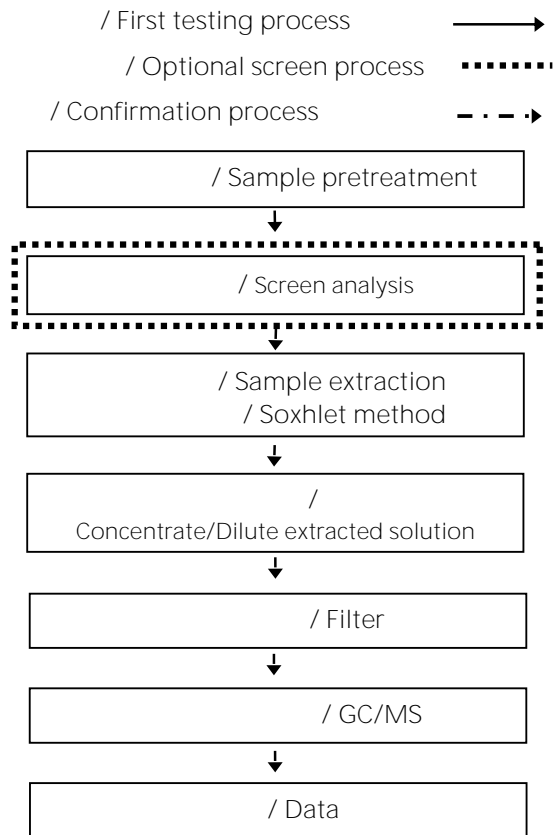 / First testing process
/ Optional screen process
/ Confirmation process
/ Sample pretreatment
/ Screen analysis
/ Sample extraction
/ Soxhlet method
/
Concentrate/Dilute extracted solution
/ Filter
/ GC/MS
/ Data